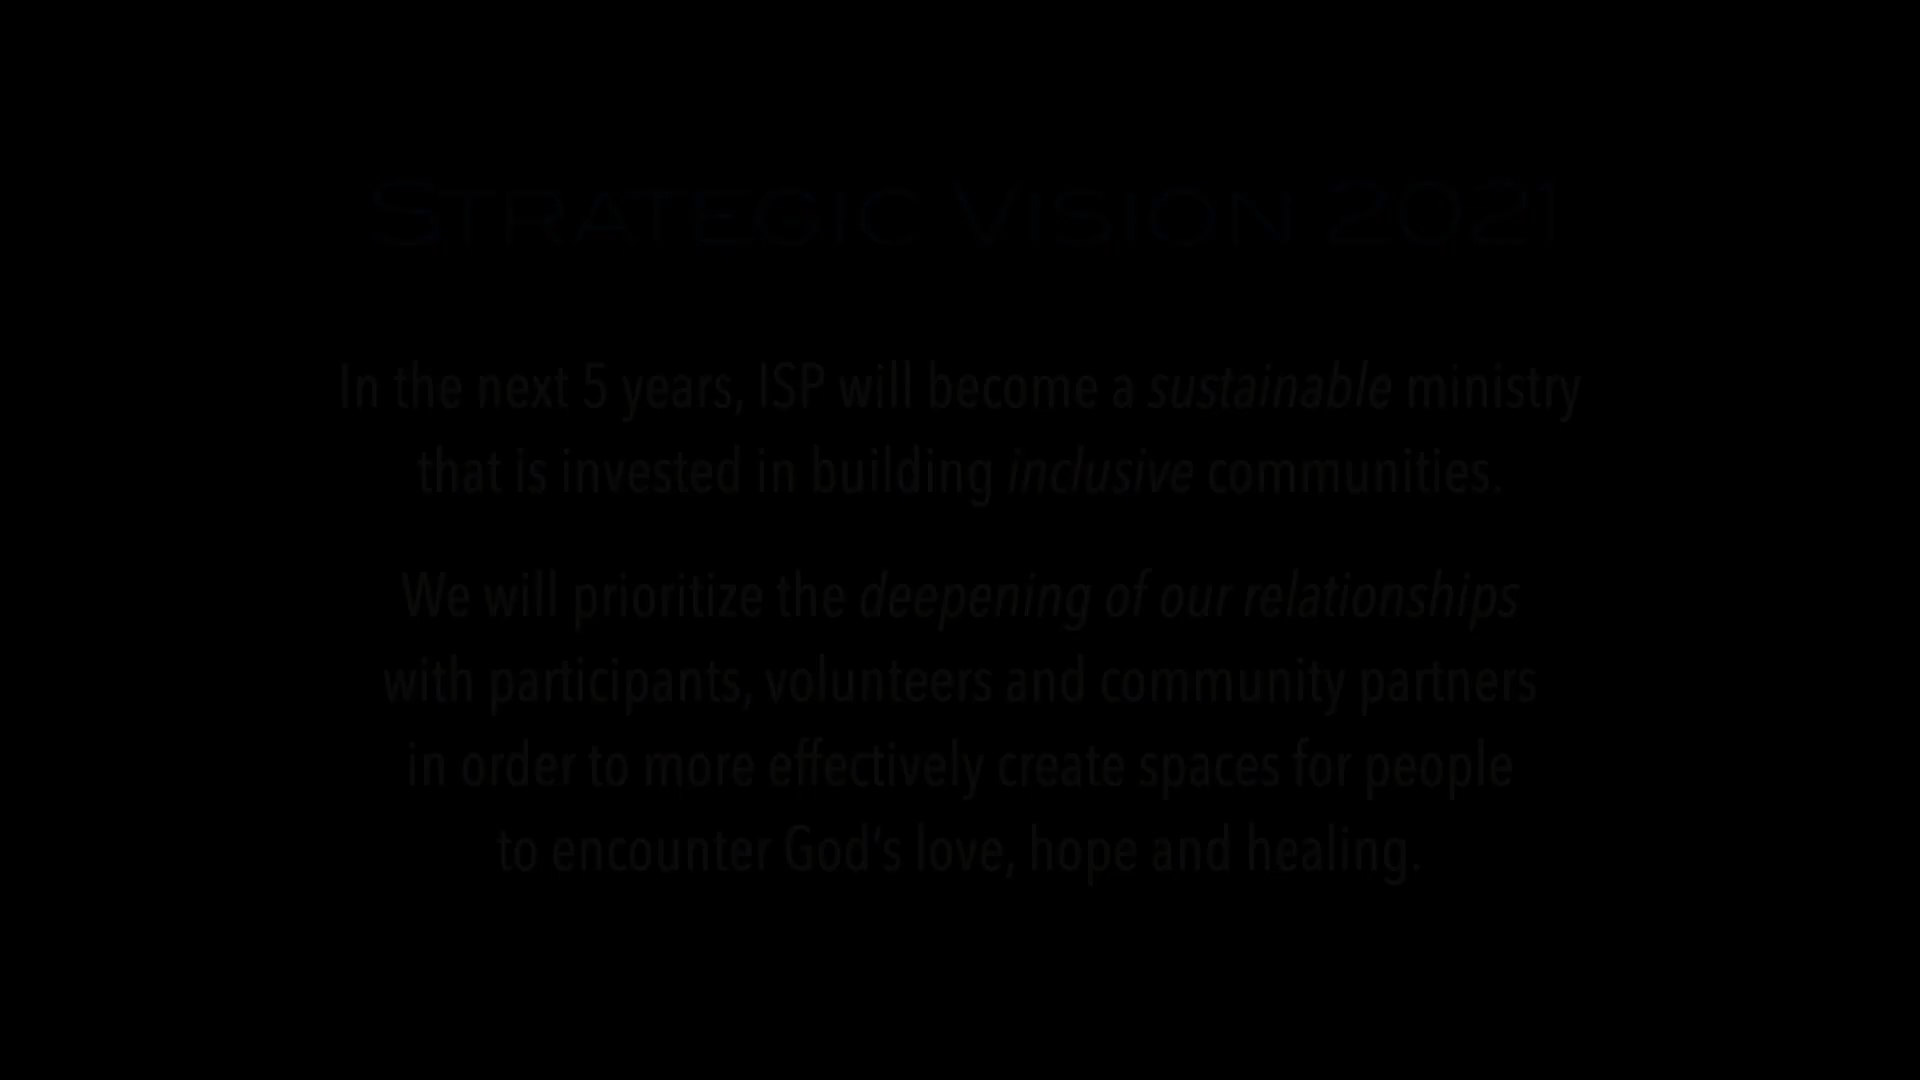 STRATEGIC VISION 2021
In the next 5 years, ISP will become a sustainable ministry
that is invested in building inclusive communities.
We will prioritize the deepening of our relationships
with participants, volunteers and community partners
in order to more effectively create spaces for people
to encounter God's love, hope and healing.